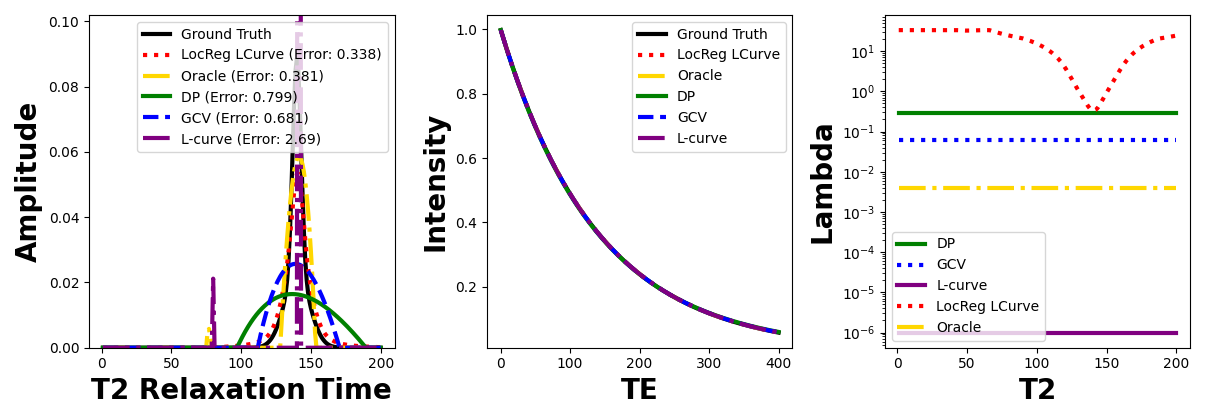 Amplitude
0.10
0.08
0.06
0.04
0.02
0.00
0 50 100 150 200
T2 Relaxation Time
Ground Truth
LocReg LCurve (Error: 0.338)
Oracle (Error: 0.381)
DP (Error: 0.799)
GCV (Error: 0.681)
L-curve (Error: 2.69)
Intensity
1.0
0.8
0.6
0.4
0.2
0 100 200 300 400
TE
Ground Truth
LocReg LCurve
Oracle
DP
GCV
L-curve
Lambda
10¹
10⁰
10⁻¹
10⁻²
10⁻³
10⁻⁴
10⁻⁵
10⁻⁶
0 50 100 150 200
T2
DP
GCV
L-curve
LocReg LCurve
Oracle